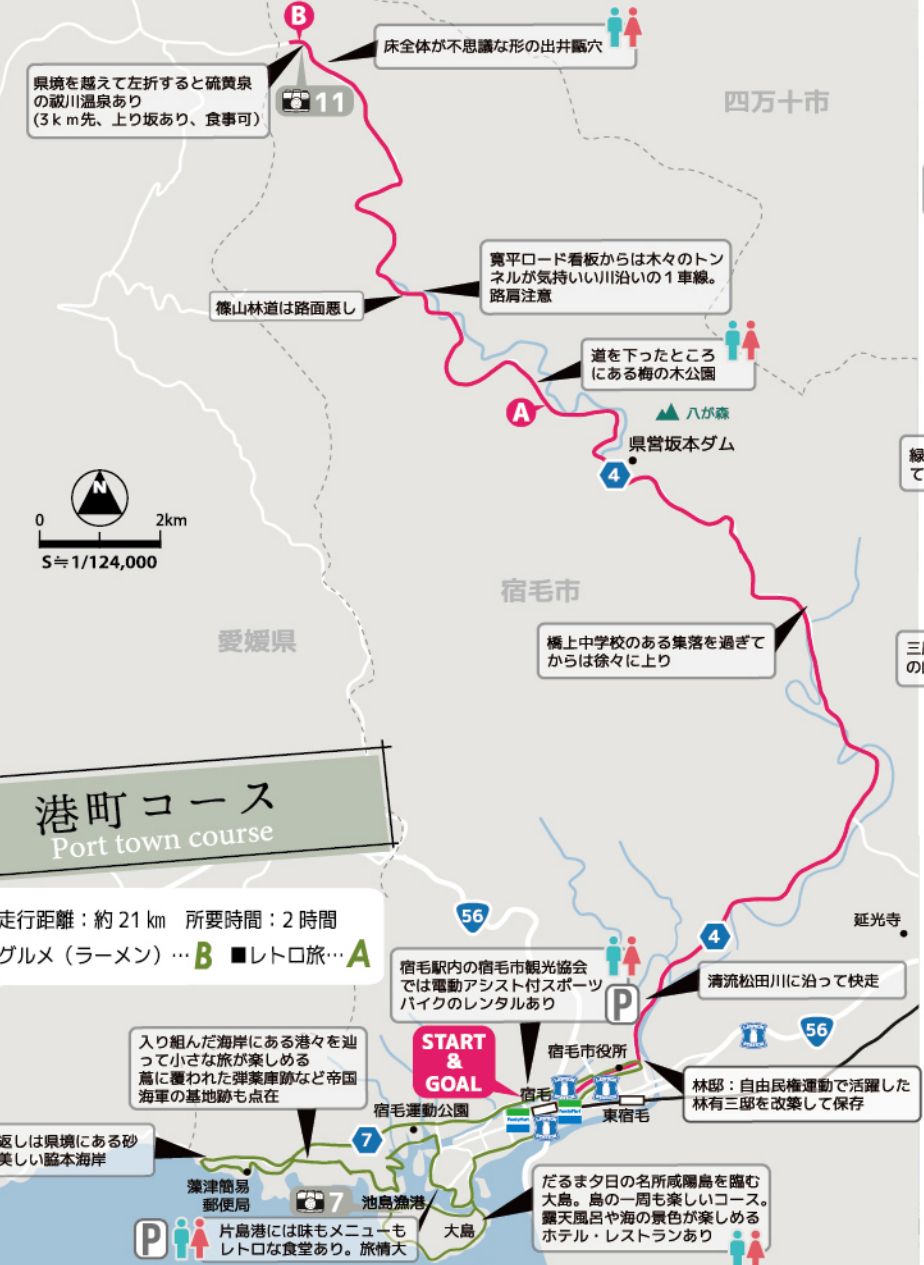 B
床全体が不思議な形の出井甌穴
県境を越えて左折すると硫黄泉
の祓川温泉あり
(3km先、上り坂あり、食事可)
11
四万十市
寛平ロード看板からは木々のトン
ネルが気持いい川沿いの1車線。
路肩注意
篠山林道は路面悪し
道を下ったところ
にある梅の木公園
A
八が森
県営坂本ダム
4
緑
て
N
0 2km
S≒1/124,000
宿毛市
愛媛県
橋上中学校のある集落を過ぎて
からは徐々に上り
三
の
港町コース
Port town course
走行距離：約21km 所要時間：2時間
グルメ（ラーメン）…B ■レトロ旅…A
56
4
延光寺
宿毛駅内の宿毛市観光協会
では電動アシスト付スポーツ
バイクのレンタルあり
P
清流松田川に沿って快走
56
入り組んだ海岸にある港々を辿
って小さな旅が楽しめる
蔦に覆われた弾薬庫跡など帝国
海軍の基地跡も点在
START
&
GOAL
宿毛市役所
宿毛
東宿毛
LAWSON
STATION
FamilyMart
林邸：自由民権運動で活躍した
林有三邸を改築して保存
宿毛運動公園
7
返しは県境にある砂
美しい脇本海岸
藻津簡易
郵便局
7
池島漁港
大島
だるま夕日の名所咸陽島を臨む
大島。島の一周も楽しいコース。
露天風呂や海の景色が楽しめる
ホテル・レストランあり
P
片島港には味もメニューも
レトロな食堂あり。旅情大